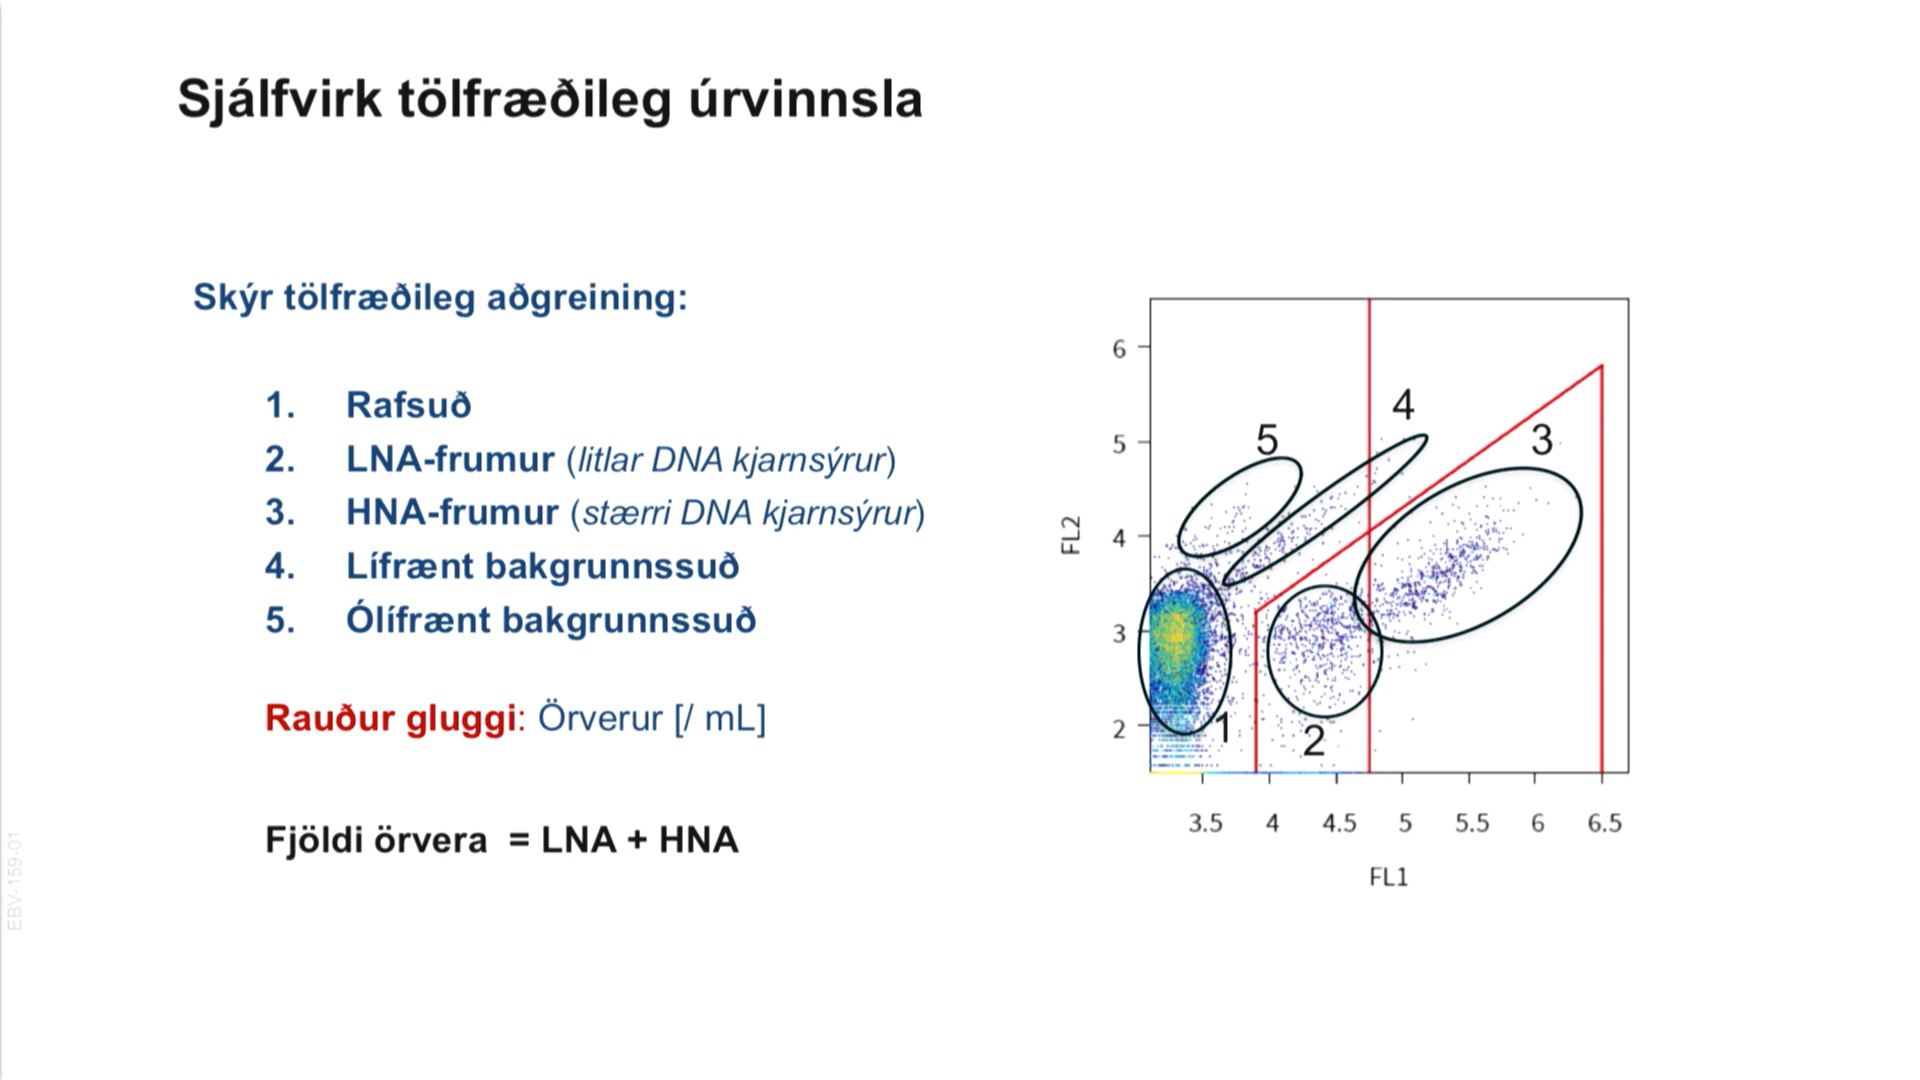 Sjálfvirk tölfræðileg úrvinnsla
Skýr tölfræðileg aðgreining:
1. Rafsuð
2. LNA-frumur (litlar DNA kjarnsýrur)
3. HNA-frumur (stærri DNA kjarnsýrur)
4. Lífrænt bakgrunnssuð
5. Ólífrænt bakgrunnssuð
Rauður gluggi: Örverur [/ mL]
Fjöldi örvera = LNA + HNA
EBV-159-01
6
5
4
3
2
FL2
5
4
3
1
2
3.5 4 4.5 5 5.5 6 6.5
FL1